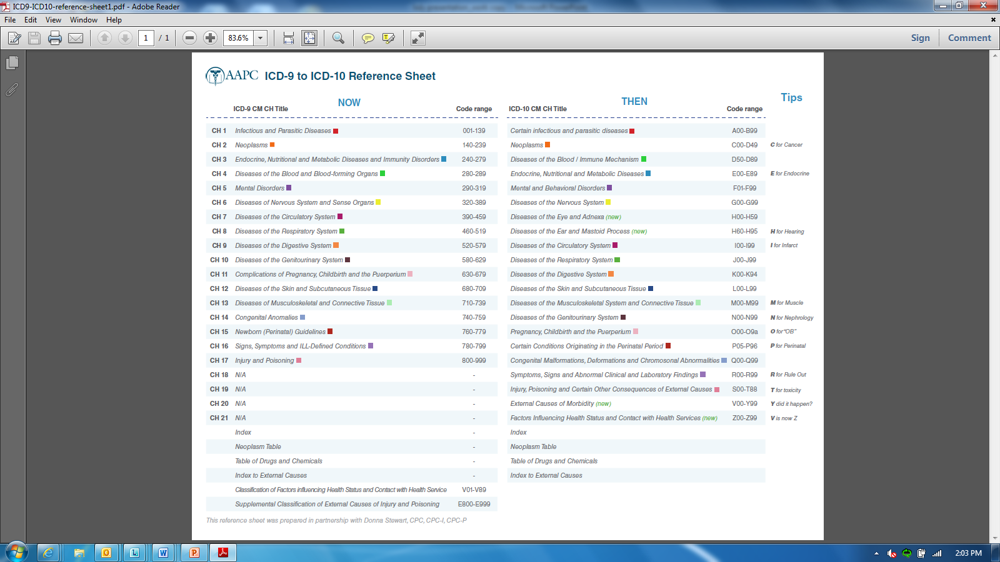 ICD9-ICD10-reference-sheet1.pdf - Adobe Reader
File Edit View Window Help
1 / 1 83.6% Sign Comment
AAPC ICD-9 to ICD-10 Reference Sheet
NOW THEN Tips
ICD-9 CM CH Title Code range ICD-10 CM CH Title Code range
CH 1 Infectious and Parasitic Diseases 001-139 Certain infectious and parasitic diseases A00-B99
CH 2 Neoplasms 140-239 Neoplasms C00-D49 C for Cancer
CH 3 Endocrine, Nutritional and Metabolic Diseases and Immunity Disorders 240-279 Diseases of the Blood / Immune Mechanism D50-D89
CH 4 Diseases of the Blood and Blood-forming Organs 280-289 Endocrine, Nutritional and Metabolic Diseases E00-E89 E for Endocrine
CH 5 Mental Disorders 290-319 Mental and Behavioral Disorders F01-F99
CH 6 Diseases of Nervous System and Sense Organs 320-389 Diseases of the Nervous System G00-G99
CH 7 Diseases of the Circulatory System 390-459 Diseases of the Eye and Adnexa (new) H00-H59
CH 8 Diseases of the Respiratory System 460-519 Diseases of the Ear and Mastoid Process (new) H60-H95 H for Hearing
CH 9 Diseases of the Digestive System 520-579 Diseases of the Circulatory System I00-I99 I for Infarct
CH 10 Diseases of the Genitourinary System 580-629 Diseases of the Respiratory System J00-J99
CH 11 Complications of Pregnancy, Childbirth and the Puerperium 630-679 Diseases of the Digestive System K00-K94
CH 12 Diseases of the Skin and Subcutaneous Tissue 680-709 Diseases of the Skin and Subcutaneous Tissue L00-L99
CH 13 Diseases of Musculoskeletal and Connective Tissue 710-739 Diseases of the Musculoskeletal System and Connective Tissue M00-M99 M for Muscle
CH 14 Congenital Anomalies 740-759 Diseases of the Genitourinary System N00-N99 N for Nephrology
CH 15 Newborn (Perinatal) Guidelines 760-779 Pregnancy, Childbirth and the Puerperium O00-O9a O for "OB"
CH 16 Signs, Symptoms and ILL-Defined Conditions 780-799 Certain Conditions Originating in the Perinatal Period P05-P96 P for Perinatal
CH 17 Injury and Poisoning 800-999 Congenital Malformations, Deformations and Chromosonal Abnormalities Q00-Q99
CH 18 N/A - Symptoms, Signs and Abnormal Clinical and Laboratory Findings R00-R99 R for Rule Out
CH 19 N/A - Injury, Poisoning and Certain Other Consequences of External Causes S00-T88 T for toxicity
CH 20 N/A - External Causes of Morbidity (new) V00-Y99 Y did it happen?
CH 21 N/A - Factors Influencing Health Status and Contact with Health Services (new) Z00-Z99 V is now Z
Index - Index
Neoplasm Table - Neoplasm Table
Table of Drugs and Chemicals - Table of Drugs and Chemicals
Index to External Causes - Index to External Causes
Classification of Factors influencing Health Status and Contact with Health Service V01-V89
Supplemental Classification of External Causes of Injury and Poisoning E800-E999
This reference sheet was prepared in partnership with Donna Stewart, CPC, CPC-I, CPC-P
2:03 PM